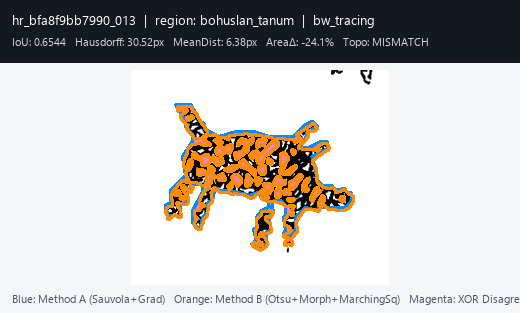 hr_bfa8f9bb7990_013 | region: bohuslan_tanum | bw_tracing
IoU: 0.6544 Hausdorff: 30.52px MeanDist: 6.38px AreaΔ: -24.1% Topo: MISMATCH
Blue: Method A (Sauvola+Grad) Orange: Method B (Otsu+Morph+MarchingSq) Magenta: XOR Disagre